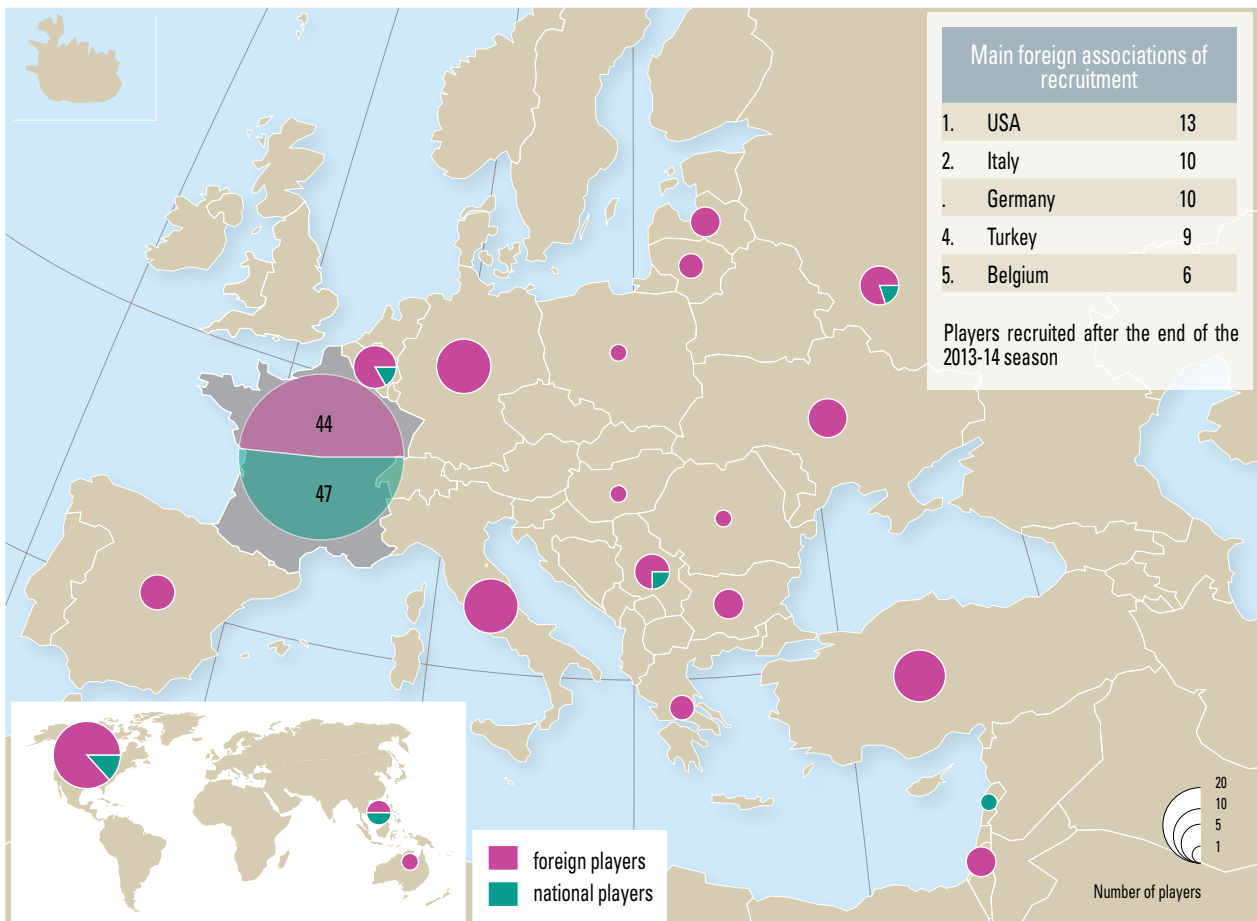 Main foreign associations of
recruitment
1. USA 13
2. Italy 10
. Germany 10
4. Turkey 9
5. Belgium 6
Players recruited after the end of the
2013-14 season
44
47
foreign players
national players
20
10
5
1
Number of players